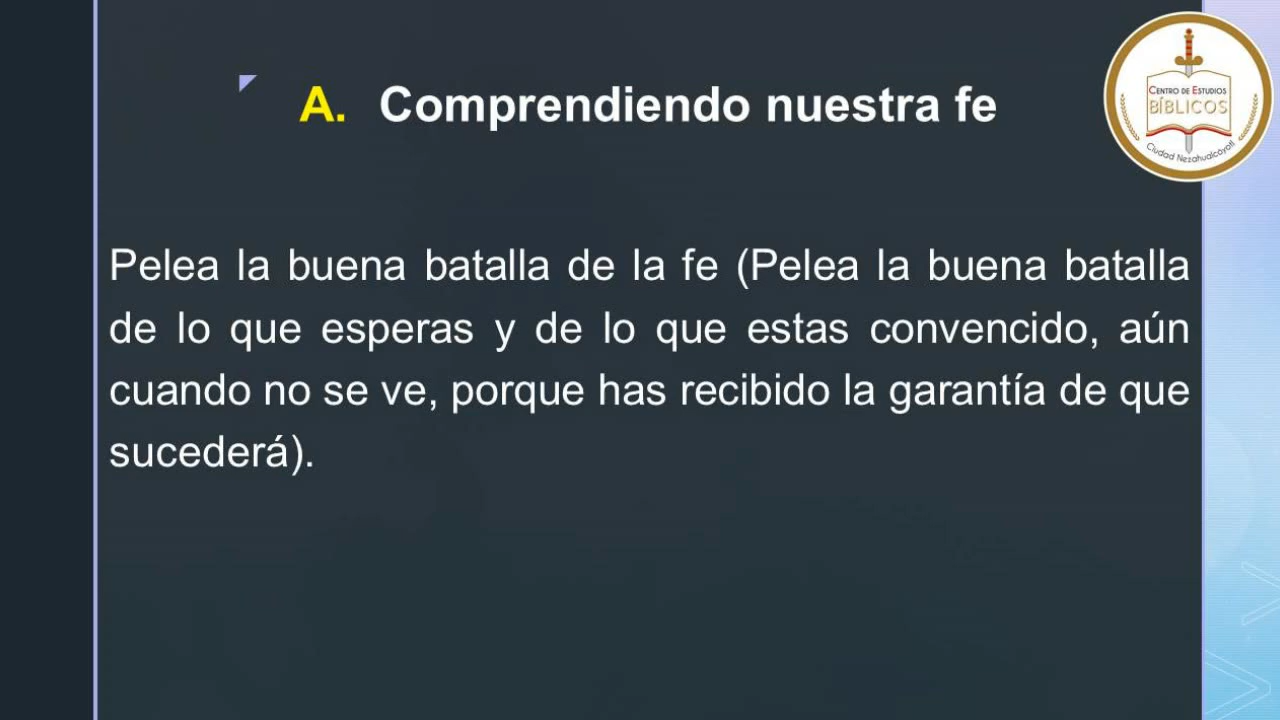 A. Comprendiendo nuestra fe
CENTRO DE ESTUDIOS
BÍBLICOS
Ciudad Nezahualcóyotl
Pelea la buena batalla de la fe (Pelea la buena batalla
de lo que esperas y de lo que estas convencido, aún
cuando no se ve, porque has recibido la garantía de que
sucederá).